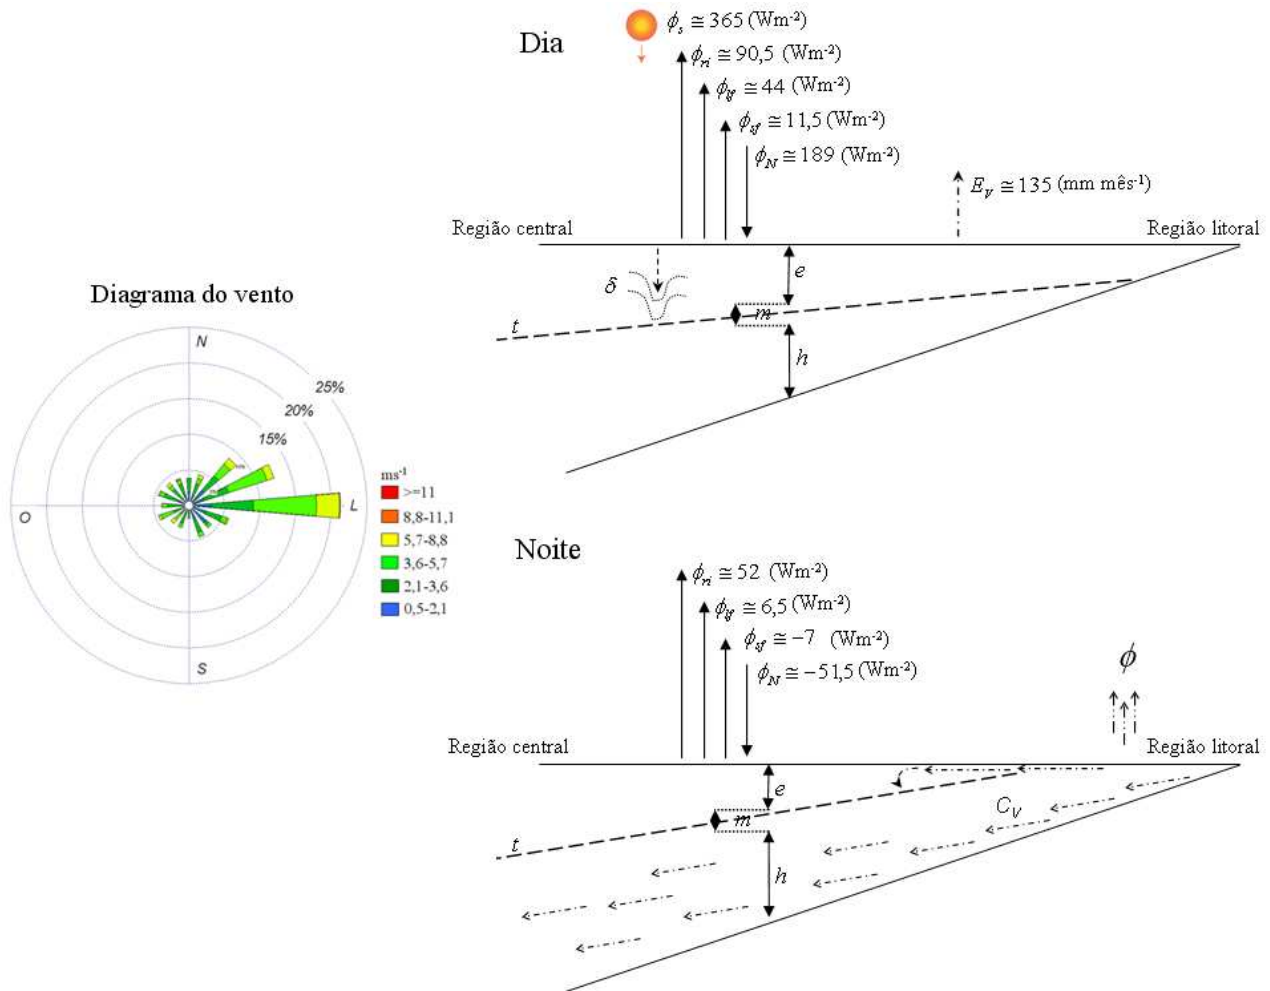 Dia
ϕs ≅ 365 (Wm-2)
ϕri ≅ 90,5 (Wm-2)
ϕlf ≅ 44 (Wm-2)
ϕsf ≅ 11,5 (Wm-2)
ϕN ≅ 189 (Wm-2)
EV ≅ 135 (mm mês-1)
Região central
Região litoral
δ
e
t
m
h
Diagrama do vento
N
25%
20%
15%
L
O
S
ms-1
>=11
8,8-11,1
5,7-8,8
3,6-5,7
2,1-3,6
0,5-2,1
Noite
ϕri ≅ 52 (Wm-2)
ϕlf ≅ 6,5 (Wm-2)
ϕsf ≅ −7 (Wm-2)
ϕN ≅ −51,5 (Wm-2)
ϕ
Região central
Região litoral
e
CV
m
t
h